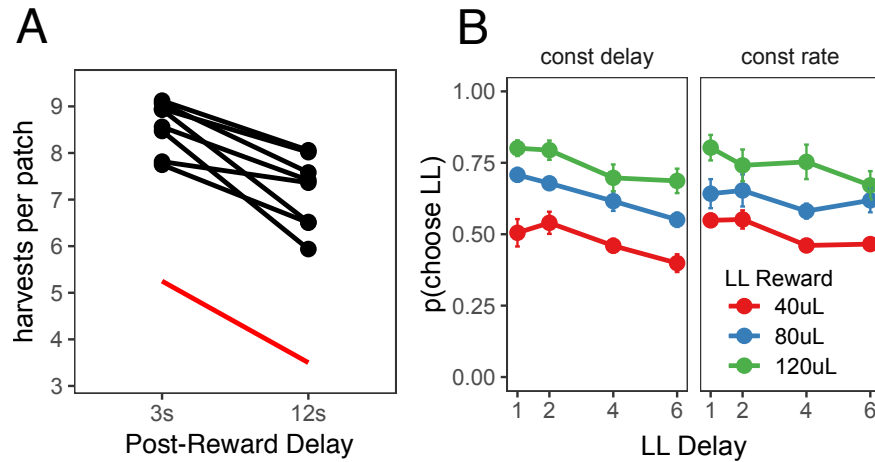 A
harvests per patch
9
8
7
6
5
4
3
3s
12s
Post-Reward Delay
B
const delay
const rate
p(choose LL)
1.00
0.75
0.50
0.25
0.00
1
2
4
6
1
2
4
6
LL Delay
LL Reward
40uL
80uL
120uL